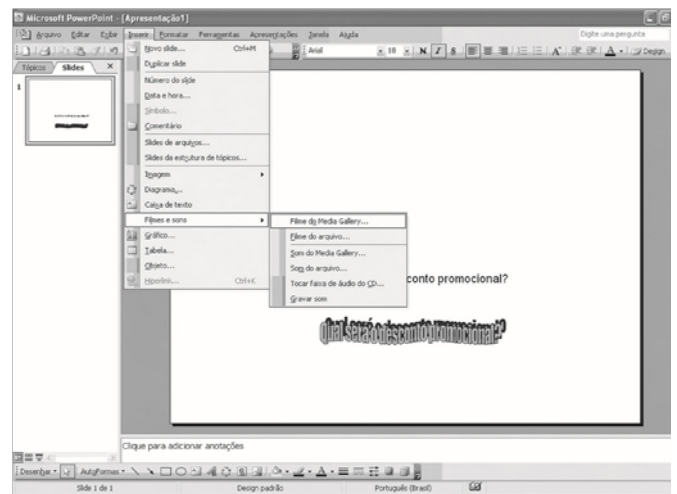 Microsoft PowerPoint - [Apresentação1]
Arquivo Editar Exibir Inserir Formatar Ferramentas Apresentações Janela Ajuda
Digite uma pergunta
Arial 18 N I S Design
Tópicos Slides
1
Novo slide... Ctrl+M
Duplicar slide
Número do slide
Data e hora...
Símbolo...
Comentário
Slides de arquivos...
Slides da estrutura de tópicos...
Imagem
Diagrama...
Caixa de texto
Filmes e sons
Gráfico...
Tabela...
Objeto...
Hiperlink... Ctrl+K
Filme do Media Gallery...
Filme do arquivo...
Som do Media Gallery...
Som do arquivo...
Tocar faixa de áudio do CD...
Gravar som
conto promocional?
Qual será o desconto promocional?
Clique para adicionar anotações
Desenhar AutoFormas
Slide 1 de 1 Design padrão Português (Brasil)